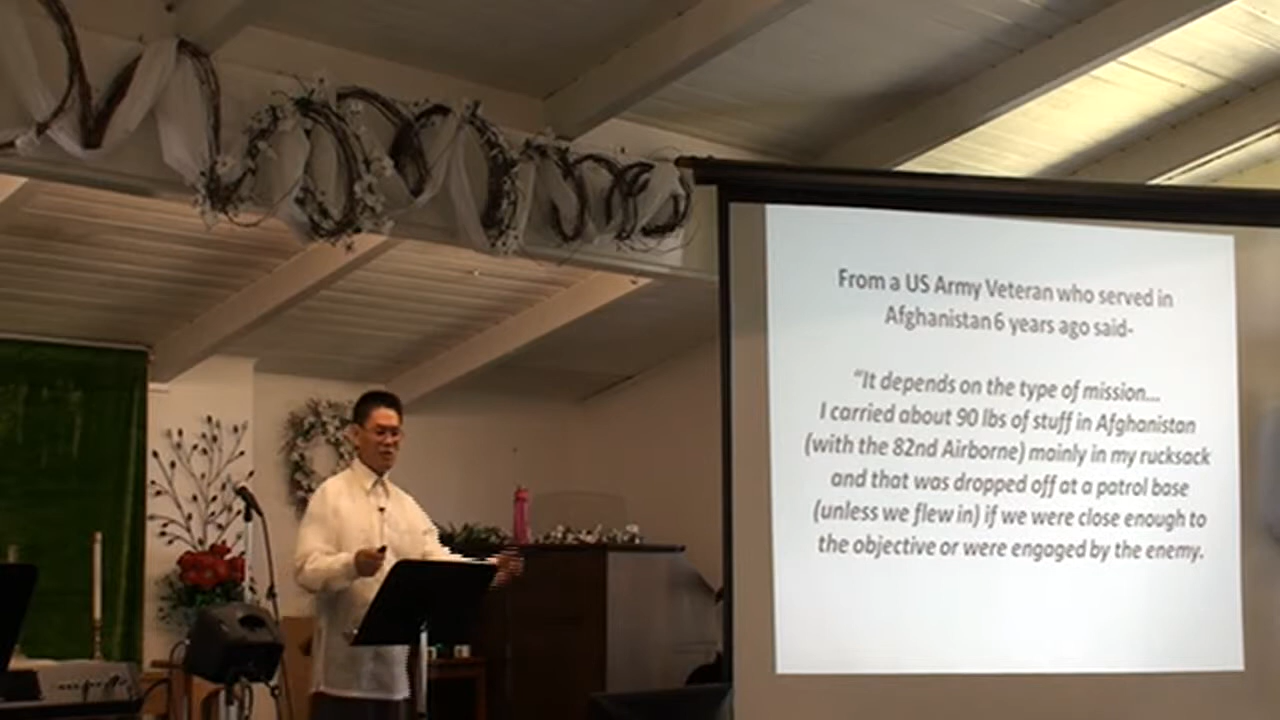 From a US Army Veteran who served in
Afghanistan 6 years ago said-
"It depends on the type of mission...
I carried about 90 lbs of stuff in Afghanistan
(with the 82nd Airborne) mainly in my rucksack
and that was dropped off at a patrol base
(unless we flew in) if we were close enough to
the objective or were engaged by the enemy.